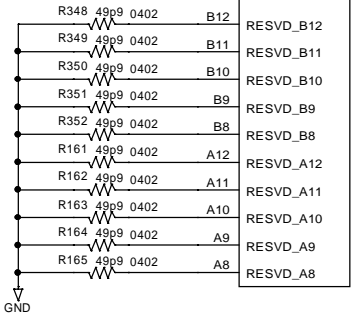 R348 49p9 0402 B12 RESVD_B12
R349 49p9 0402 B11 RESVD_B11
R350 49p9 0402 B10 RESVD_B10
R351 49p9 0402 B9 RESVD_B9
R352 49p9 0402 B8 RESVD_B8
R161 49p9 0402 A12 RESVD_A12
R162 49p9 0402 A11 RESVD_A11
R163 49p9 0402 A10 RESVD_A10
R164 49p9 0402 A9 RESVD_A9
R165 49p9 0402 A8 RESVD_A8
GND